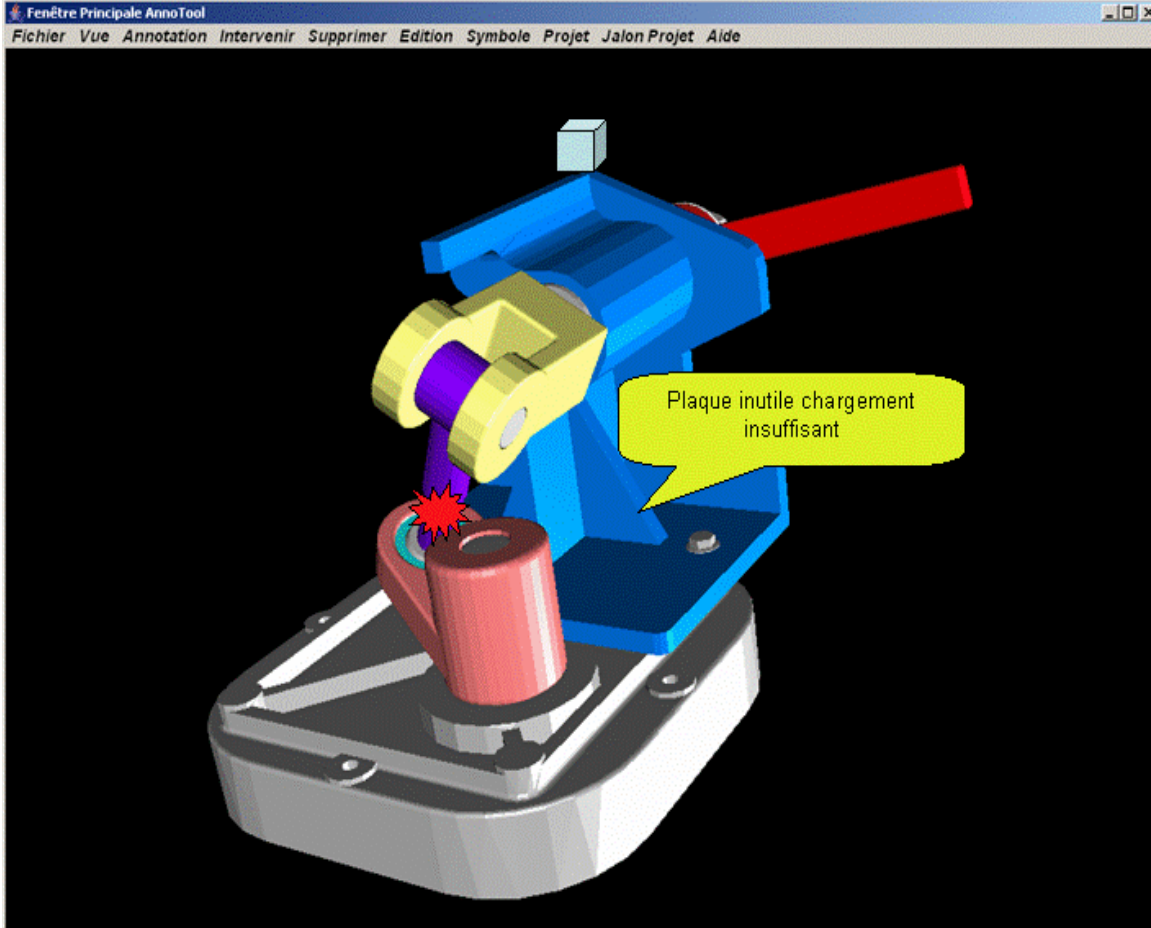 Fenêtre Principale AnnoTool
Fichier Vue Annotation Intervenir Supprimer Edition Symbole Projet Jalon Projet Aide
Plaque inutile chargement
insuffisant